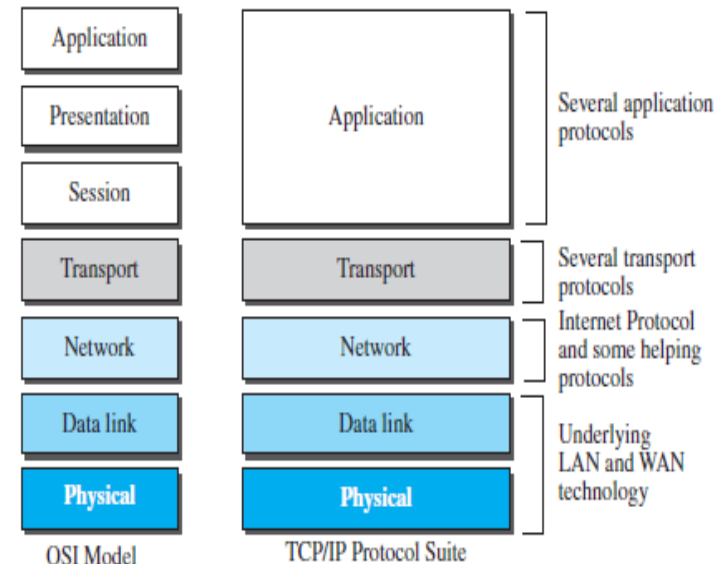 Application
Presentation
Session
Transport
Network
Data link
Physical
OSI Model
Application
Transport
Network
Data link
Physical
TCP/IP Protocol Suite
Several application
protocols
Several transport
protocols
Internet Protocol
and some helping
protocols
Underlying
LAN and WAN
technology